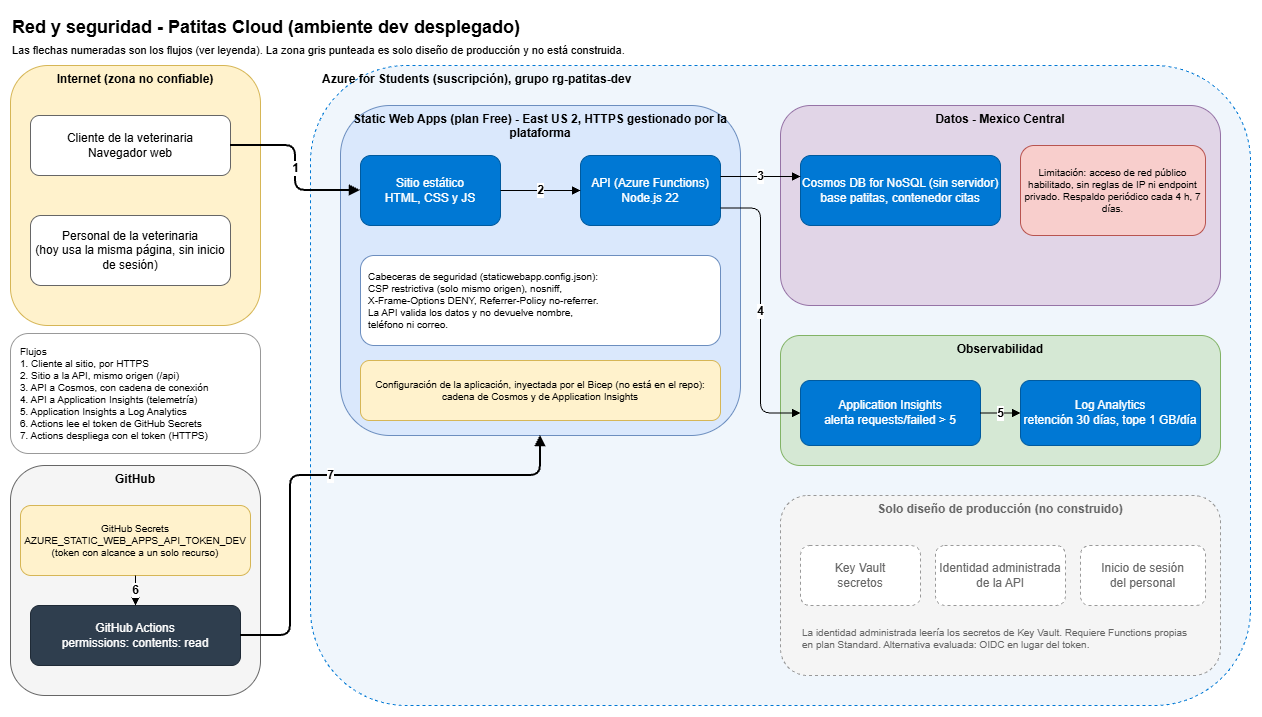 Red y seguridad - Patitas Cloud (ambiente dev desplegado)
Las flechas numeradas son los flujos (ver leyenda). La zona gris punteada es solo diseño de producción y no está construida.
Internet (zona no confiable)
Cliente de la veterinaria
Navegador web
Personal de la veterinaria
(hoy usa la misma página, sin inicio
de sesión)
Flujos
1. Cliente al sitio, por HTTPS
2. Sitio a la API, mismo origen (/api)
3. API a Cosmos, con cadena de conexión
4. API a Application Insights (telemetría)
5. Application Insights a Log Analytics
6. Actions lee el token de GitHub Secrets
7. Actions despliega con el token (HTTPS)
GitHub
GitHub Secrets
AZURE_STATIC_WEB_APPS_API_TOKEN_DEV
(token con alcance a un solo recurso)
6
GitHub Actions
permissions: contents: read
1
7
Azure for Students (suscripción), grupo rg-patitas-dev
Static Web Apps (plan Free) - East US 2, HTTPS gestionado por la
plataforma
Sitio estático
HTML, CSS y JS
2
API (Azure Functions)
Node.js 22
Cabeceras de seguridad (staticwebapp.config.json):
CSP restrictiva (solo mismo origen), nosniff,
X-Frame-Options DENY, Referrer-Policy no-referrer.
La API valida los datos y no devuelve nombre,
teléfono ni correo.
Configuración de la aplicación, inyectada por el Bicep (no está en el repo):
cadena de Cosmos y de Application Insights
3
4
Datos - Mexico Central
Cosmos DB for NoSQL (sin servidor)
base patitas, contenedor citas
Limitación: acceso de red público
habilitado, sin reglas de IP ni endpoint
privado. Respaldo periódico cada 4 h, 7
días.
Observabilidad
Application Insights
alerta requests/failed > 5
5
Log Analytics
retención 30 días, tope 1 GB/día
Solo diseño de producción (no construido)
Key Vault
secretos
Identidad administrada
de la API
Inicio de sesión
del personal
La identidad administrada leería los secretos de Key Vault. Requiere Functions propias
en plan Standard. Alternativa evaluada: OIDC en lugar del token.